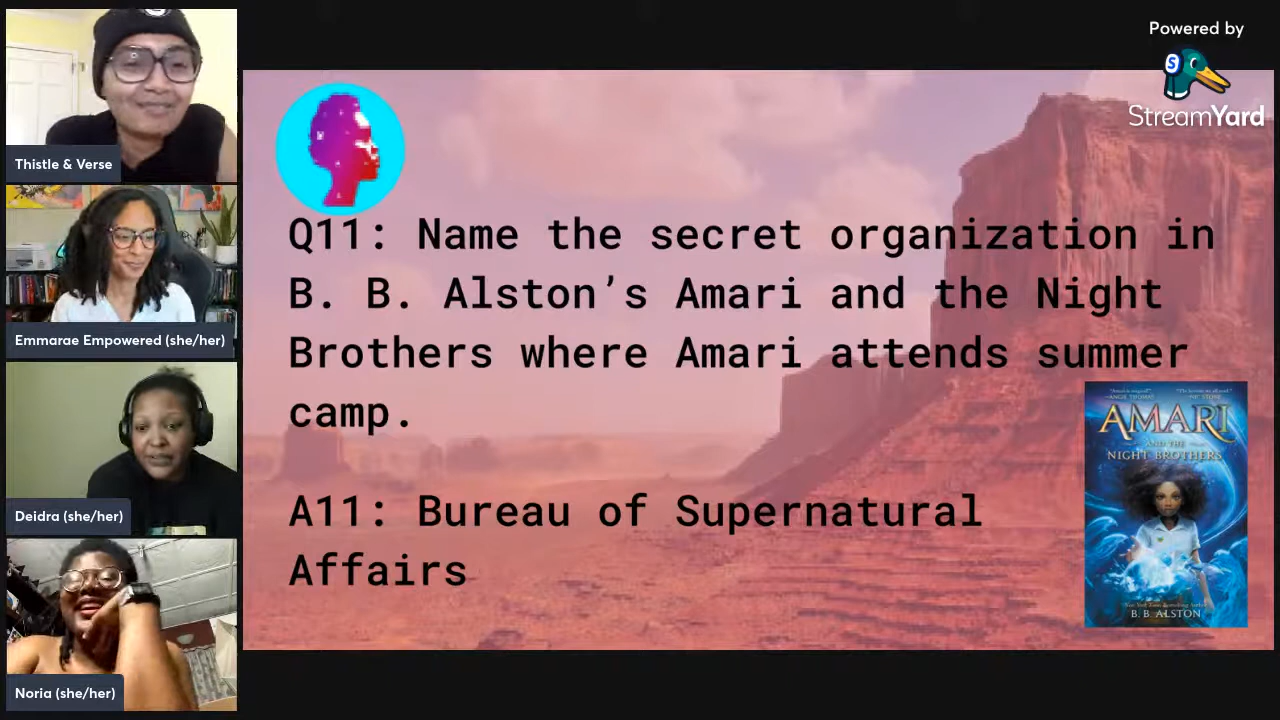 Powered by
S
StreamYard
Thistle & Verse
Emmarae Empowered (she/her)
Deidra (she/her)
Noria (she/her)
Q11: Name the secret organization in
B. B. Alston’s Amari and the Night
Brothers where Amari attends summer
camp.
A11: Bureau of Supernatural
Affairs
AMARI
AND THE
NIGHT BROTHERS
B. B. ALSTON